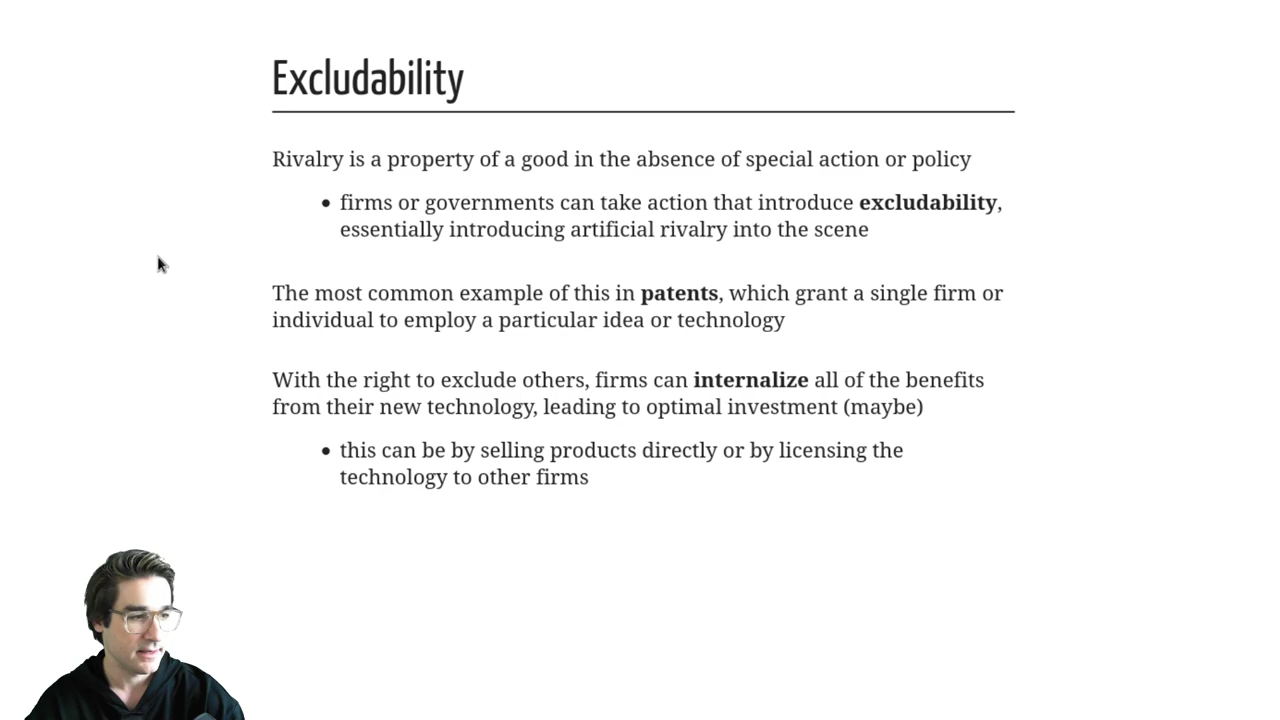 Excludability
Rivalry is a property of a good in the absence of special action or policy
• firms or governments can take action that introduce excludability,
essentially introducing artificial rivalry into the scene
The most common example of this in patents, which grant a single firm or
individual to employ a particular idea or technology
With the right to exclude others, firms can internalize all of the benefits
from their new technology, leading to optimal investment (maybe)
• this can be by selling products directly or by licensing the
technology to other firms